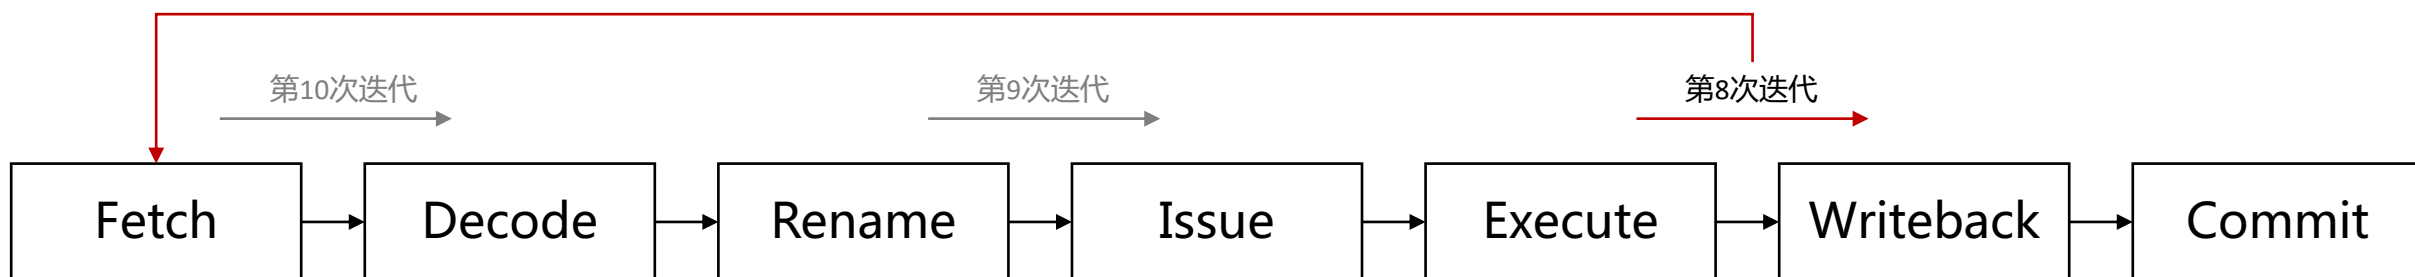 第10次迭代
第9次迭代
第8次迭代
Fetch
Decode
Rename
Issue
Execute
Writeback
Commit